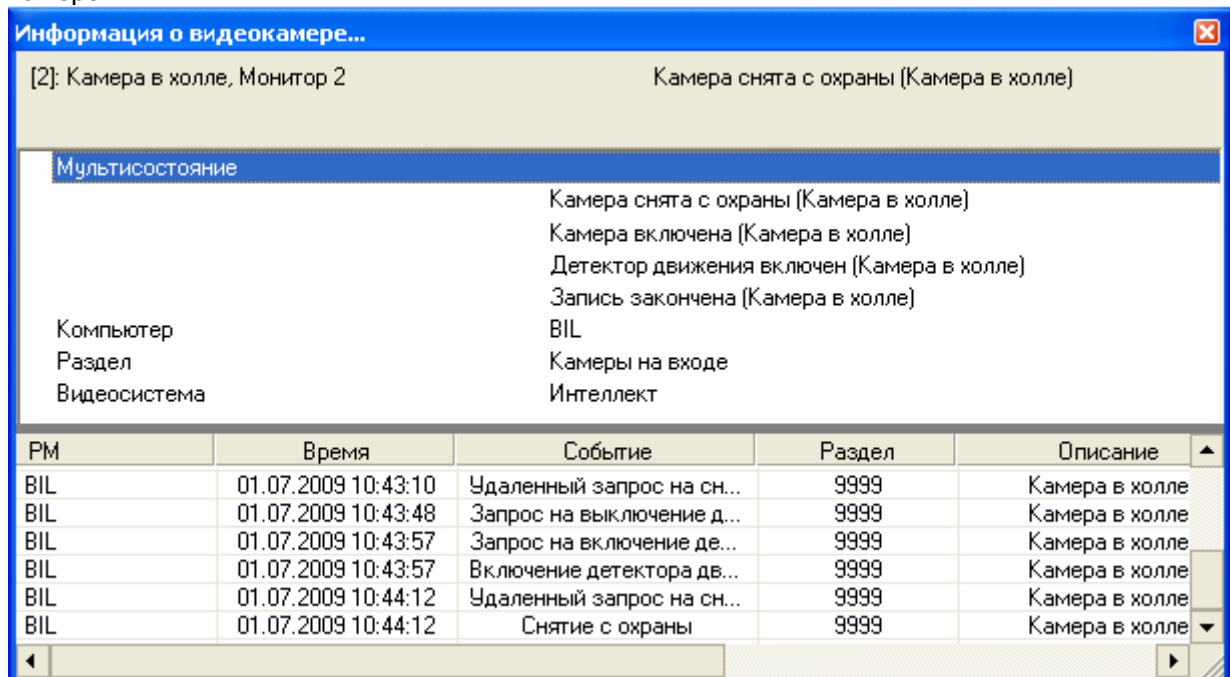 Информация о видеокамере...
[2]: Камера в холле, Монитор 2 Камера снята с охраны (Камера в холле)
Мультисостояние
Камера снята с охраны (Камера в холле)
Камера включена (Камера в холле)
Детектор движения включен (Камера в холле)
Запись закончена (Камера в холле)
Компьютер BIL
Раздел Камеры на входе
Видеосистема Интеллект
РМ Время Событие Раздел Описание
BIL 01.07.2009 10:43:10 Удаленный запрос на сн... 9999 Камера в холле
BIL 01.07.2009 10:43:48 Запрос на выключение д... 9999 Камера в холле
BIL 01.07.2009 10:43:57 Запрос на включение де... 9999 Камера в холле
BIL 01.07.2009 10:43:57 Включение детектора дв... 9999 Камера в холле
BIL 01.07.2009 10:44:12 Удаленный запрос на сн... 9999 Камера в холле
BIL 01.07.2009 10:44:12 Снятие с охраны 9999 Камера в холле